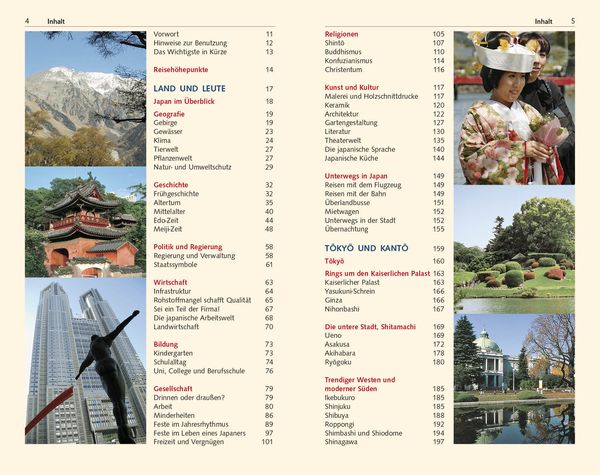 4 Inhalt
Vorwort 11
Hinweise zur Benutzung 12
Das Wichtigste in Kürze 13
Reisehöhepunkte 14
LAND UND LEUTE 17
Japan im Überblick 18
Geografie 19
Gebirge 19
Gewässer 23
Klima 24
Tierwelt 27
Pflanzenwelt 27
Natur- und Umweltschutz 29
Geschichte 32
Frühgeschichte 32
Altertum 35
Mittelalter 40
Edo-Zeit 44
Meiji-Zeit 48
Politik und Regierung 58
Regierung und Verwaltung 58
Staatssymbole 61
Wirtschaft 63
Infrastruktur 64
Rohstoffmangel schafft Qualität 65
Sei ein Teil der Firma! 67
Die japanische Arbeitswelt 68
Landwirtschaft 70
Bildung 73
Kindergarten 73
Schulalltag 74
Uni, College und Berufsschule 76
Gesellschaft 79
Drinnen oder draußen? 79
Arbeit 80
Minderheiten 86
Feste im Jahresrhythmus 89
Feste im Leben eines Japaners 97
Freizeit und Vergnügen 101
Inhalt 5
Religionen 105
Shintō 107
Buddhismus 110
Konfuzianismus 114
Christentum 116
Kunst und Kultur 117
Malerei und Holzschnittdrucke 117
Keramik 120
Architektur 122
Gartengestaltung 127
Literatur 130
Theaterwelt 135
Die japanische Sprache 140
Japanische Küche 144
Unterwegs in Japan 149
Reisen mit dem Flugzeug 149
Reisen mit der Bahn 149
Überlandbusse 151
Mietwagen 152
Unterwegs in der Stadt 152
Übernachtung 155
TŌKYŌ UND KANTŌ 159
Tōkyō 160
Rings um den Kaiserlichen Palast 163
Kaiserlicher Palast 163
Yasukuni-Schrein 166
Ginza 166
Nihonbashi 167
Die untere Stadt, Shitamachi 169
Ueno 169
Asakusa 172
Akihabara 178
Ryōgoku 180
Trendiger Westen und
moderner Süden 185
Ikebukuro 185
Shinjuku 185
Shibuya 188
Roppongi 192
Shimbashi und Shiodome 194
Shinagawa 197